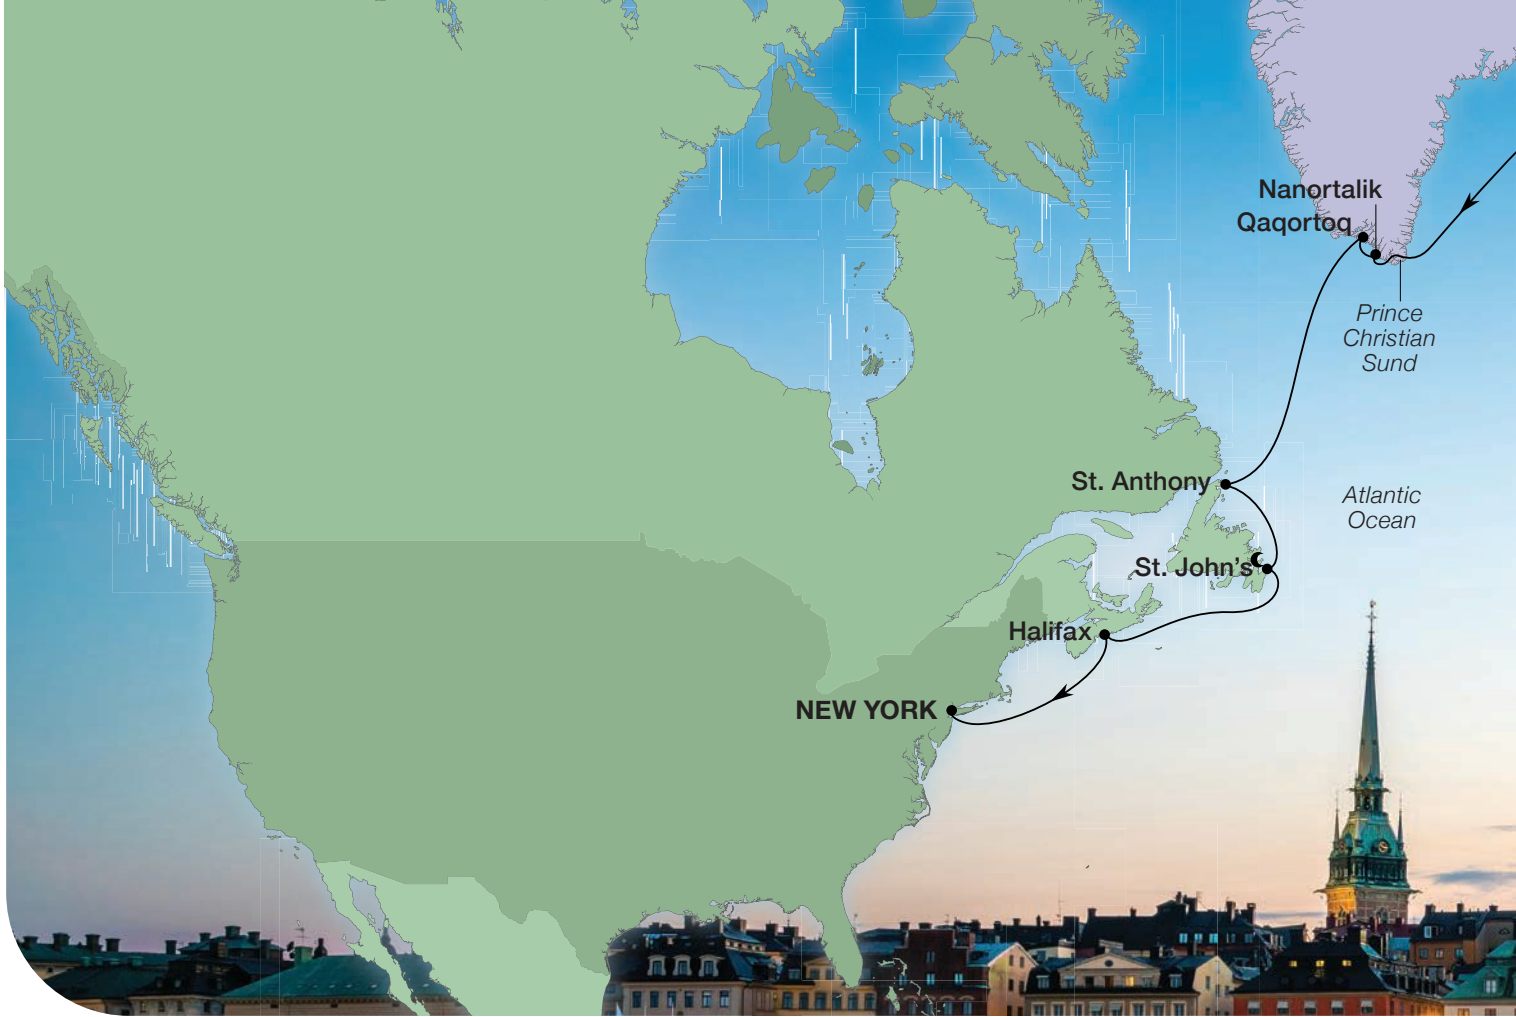 Nanortalik
Qaqortoq
Prince
Christian
Sund
St. Anthony
Atlantic
Ocean
St. John's
Halifax
NEW YORK